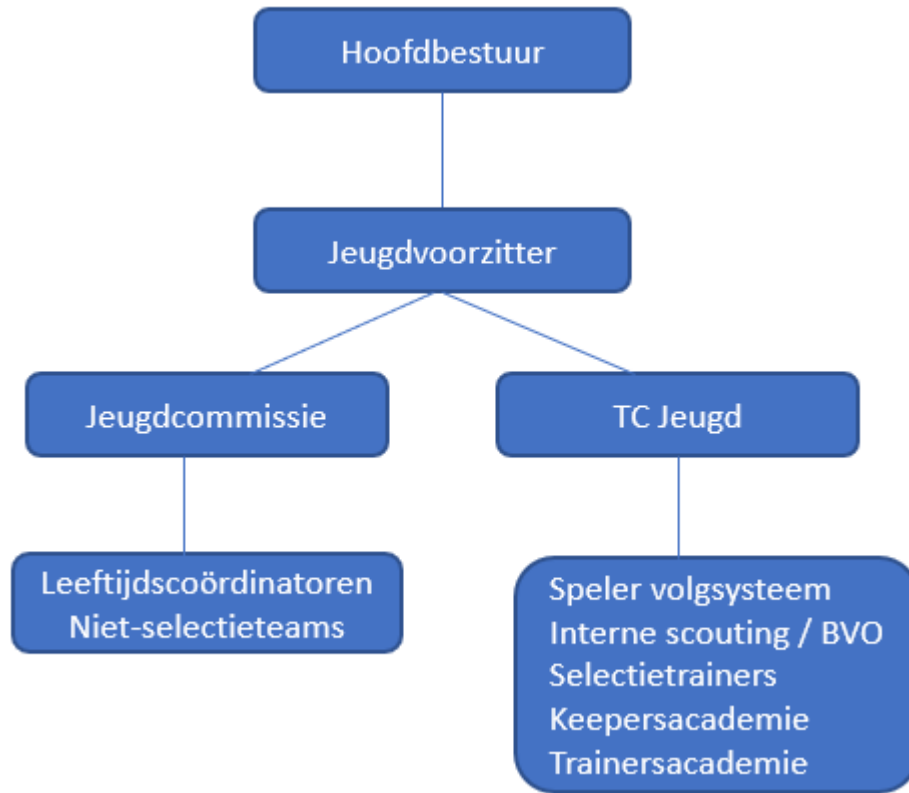 Hoofdbestuur
Jeugdvoorzitter
Jeugdcommissie
TC Jeugd
Leeftijdscoördinatoren
Niet-selectieteams
Speler volgsysteem
Interne scouting / BVO
Selectietrainers
Keepersacademie
Trainersacademie